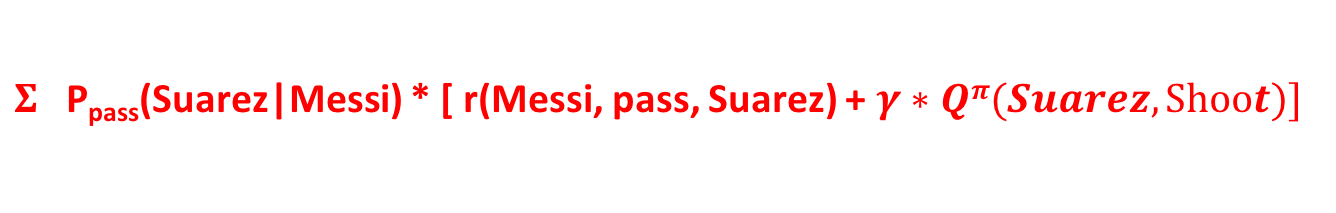 Σ P_pass(Suarez|Messi) * [ r(Messi, pass, Suarez) + γ ∗ Q^π(Suarez, Shoot)]